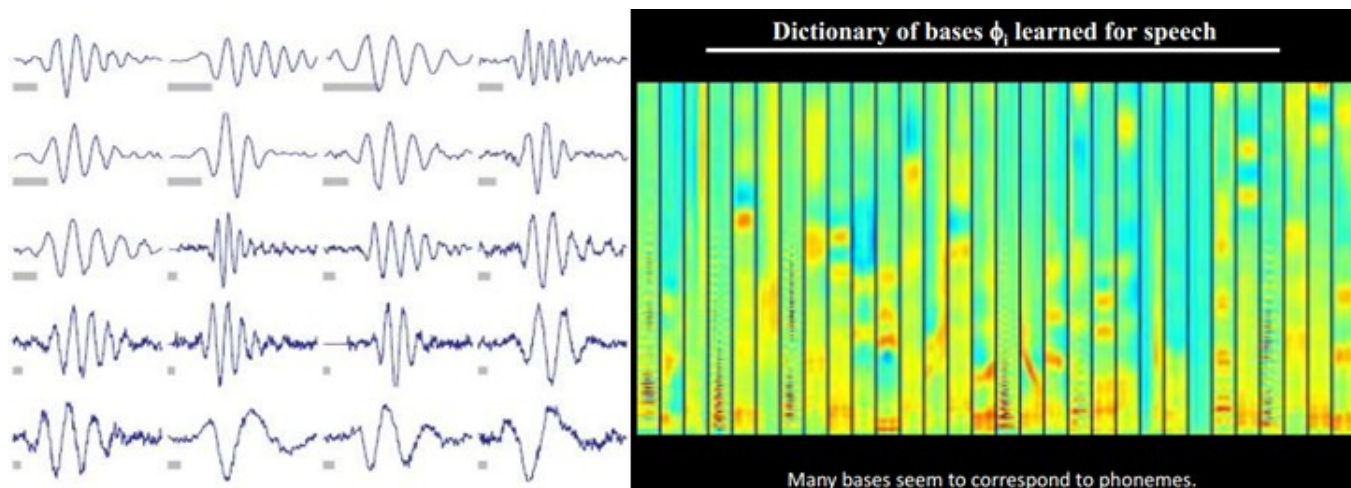 Dictionary of bases ϕᵢ learned for speech
Many bases seem to correspond to phonemes.